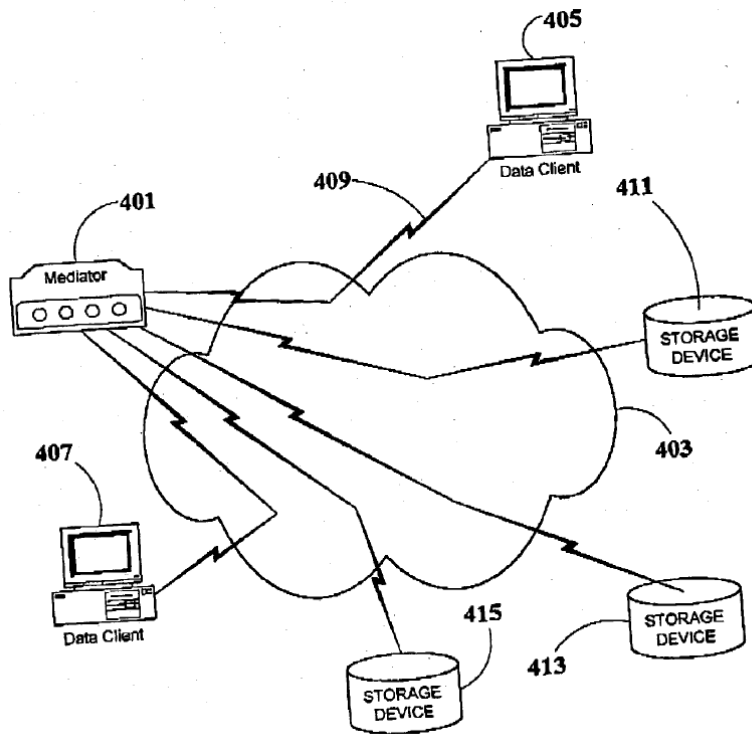 405
Data Client
409
411
401
Mediator
STORAGE
DEVICE
403
407
Data Client
415
STORAGE
DEVICE
413
STORAGE
DEVICE